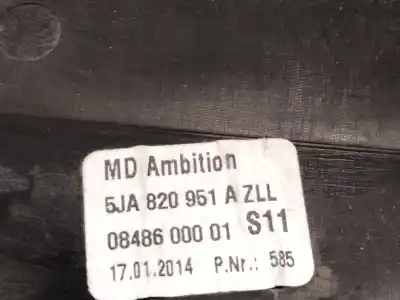 MD Ambition
5JA 820 951 A ZLL
08486 000 01 S11
17.01.2014 P.Nr.: 585